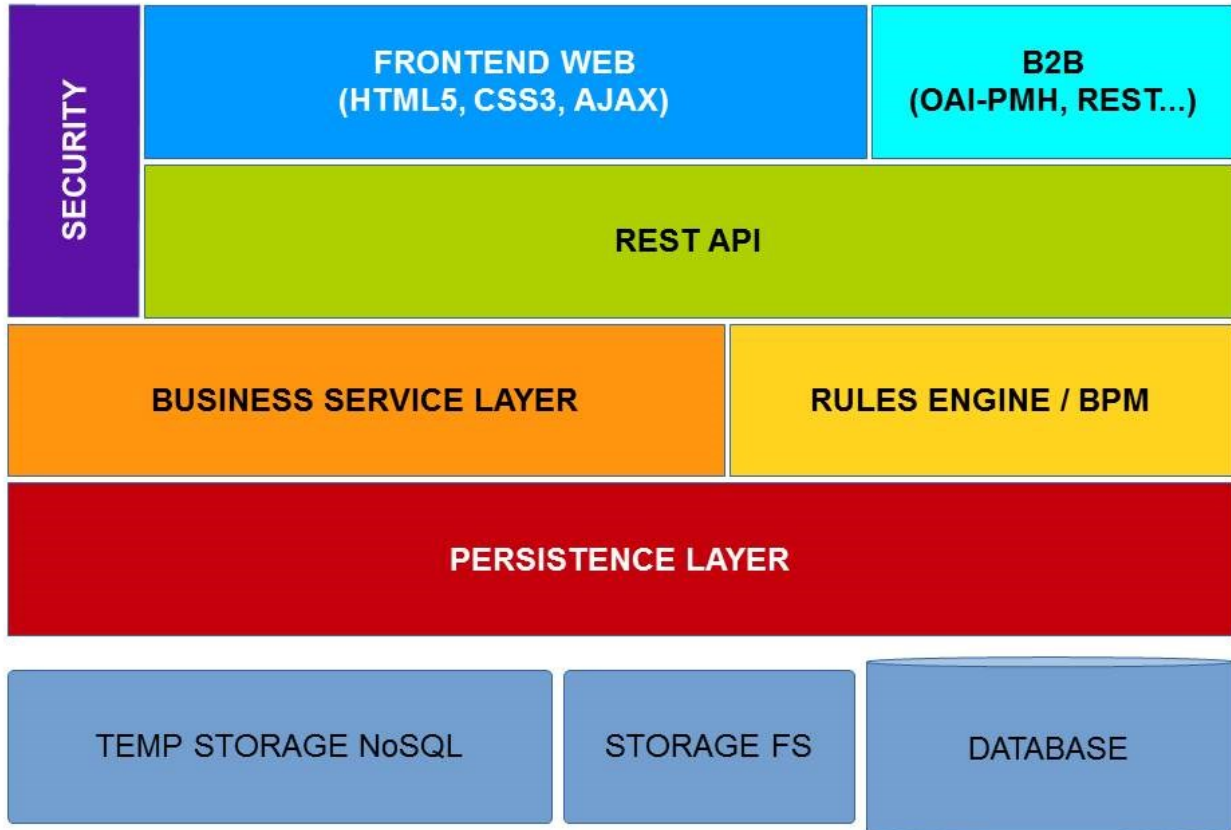 SECURITY
FRONTEND WEB
(HTML5, CSS3, AJAX)
B2B
(OAI-PMH, REST...)
REST API
BUSINESS SERVICE LAYER
RULES ENGINE / BPM
PERSISTENCE LAYER
TEMP STORAGE NoSQL
STORAGE FS
DATABASE